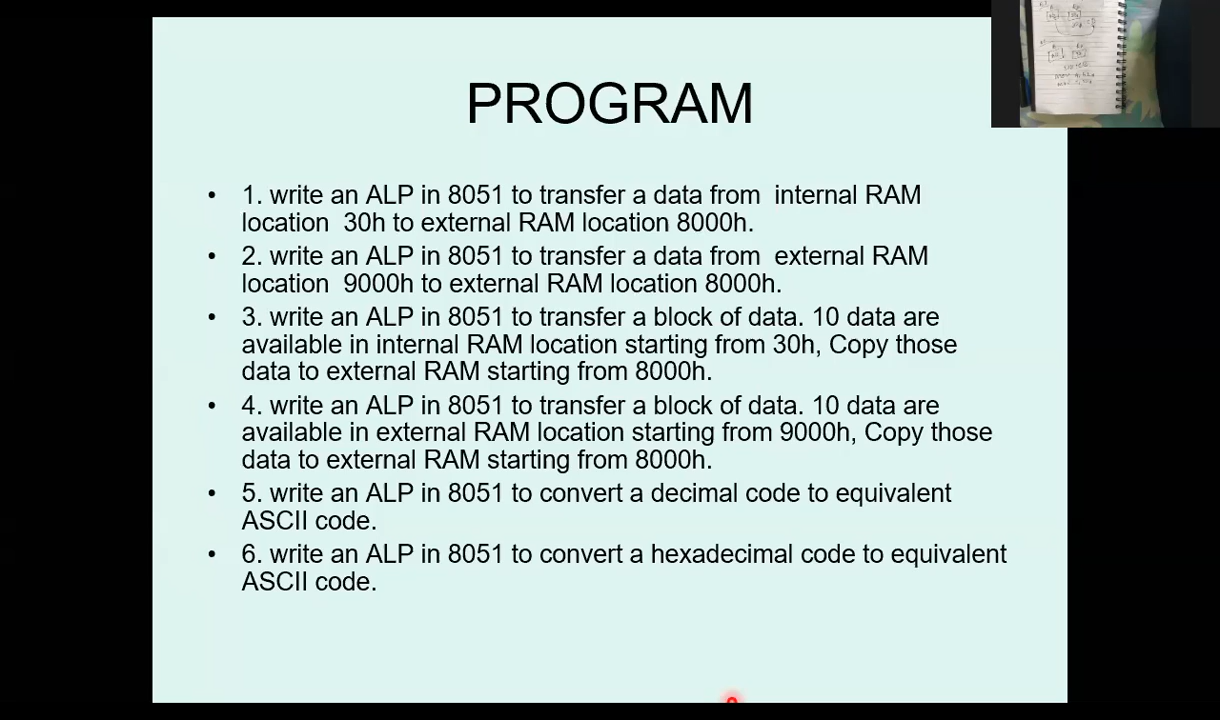 PROGRAM
• 1. write an ALP in 8051 to transfer a data from internal RAM
location 30h to external RAM location 8000h.
• 2. write an ALP in 8051 to transfer a data from external RAM
location 9000h to external RAM location 8000h.
• 3. write an ALP in 8051 to transfer a block of data. 10 data are
available in internal RAM location starting from 30h, Copy those
data to external RAM starting from 8000h.
• 4. write an ALP in 8051 to transfer a block of data. 10 data are
available in external RAM location starting from 9000h, Copy those
data to external RAM starting from 8000h.
• 5. write an ALP in 8051 to convert a decimal code to equivalent
ASCII code.
• 6. write an ALP in 8051 to convert a hexadecimal code to equivalent
ASCII code.